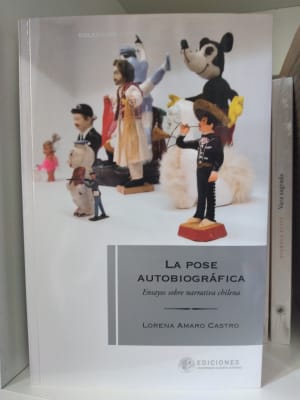 LA POSE
AUTOBIOGRÁFICA
Ensayos sobre narrativa chilena
LORENA AMARO CASTRO
EDICIONES